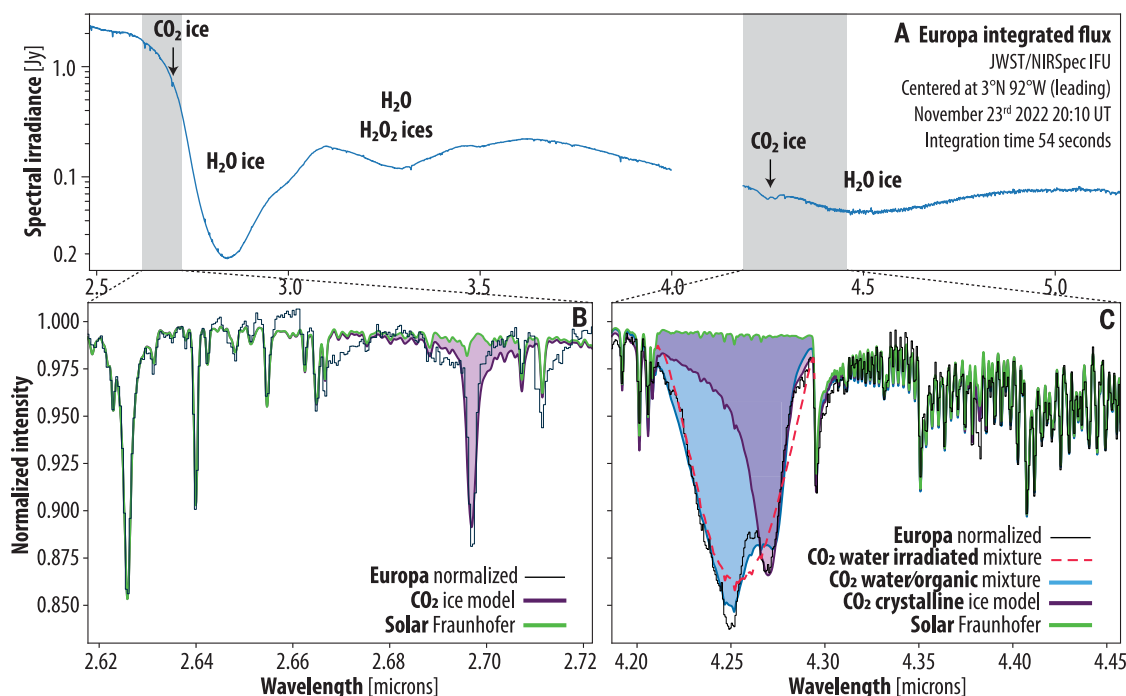 A Europa integrated flux
JWST/NIRSpec IFU
Centered at 3°N 92°W (leading)
November 23rd 2022 20:10 UT
Integration time 54 seconds
CO₂ ice
H₂O ice
H₂O
H₂O₂ ices
CO₂ ice
H₂O ice
Spectral irradiance [Jy]
1.0
0.1
0.2
2.5 3.0 3.5 4.0 4.5 5.0
B
Normalized intensity
1.000
0.975
0.950
0.925
0.900
0.875
0.850
Europa normalized
CO₂ ice model
Solar Fraunhofer
2.62 2.64 2.66 2.68 2.70 2.72
Wavelength [microns]
C
Europa normalized
CO₂ water irradiated mixture
CO₂ water/organic mixture
CO₂ crystalline ice model
Solar Fraunhofer
4.20 4.25 4.30 4.35 4.40 4.45
Wavelength [microns]